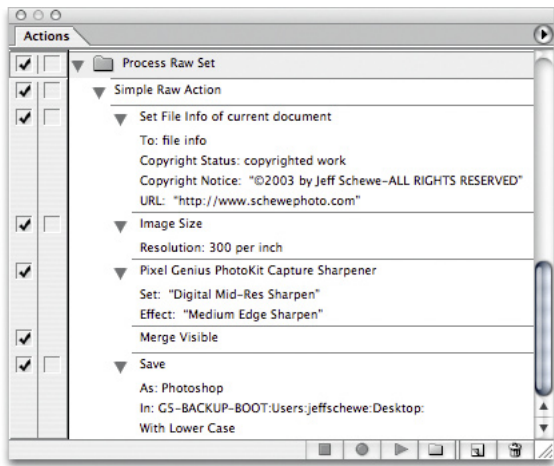 Actions
Process Raw Set
Simple Raw Action
Set File Info of current document
To: file info
Copyright Status: copyrighted work
Copyright Notice: "©2003 by Jeff Schewe-ALL RIGHTS RESERVED"
URL: "http://www.schewephoto.com"
Image Size
Resolution: 300 per inch
Pixel Genius PhotoKit Capture Sharpener
Set: "Digital Mid-Res Sharpen"
Effect: "Medium Edge Sharpen"
Merge Visible
Save
As: Photoshop
In: G5-BACKUP-BOOT:Users:jeffschewe:Desktop:
With Lower Case